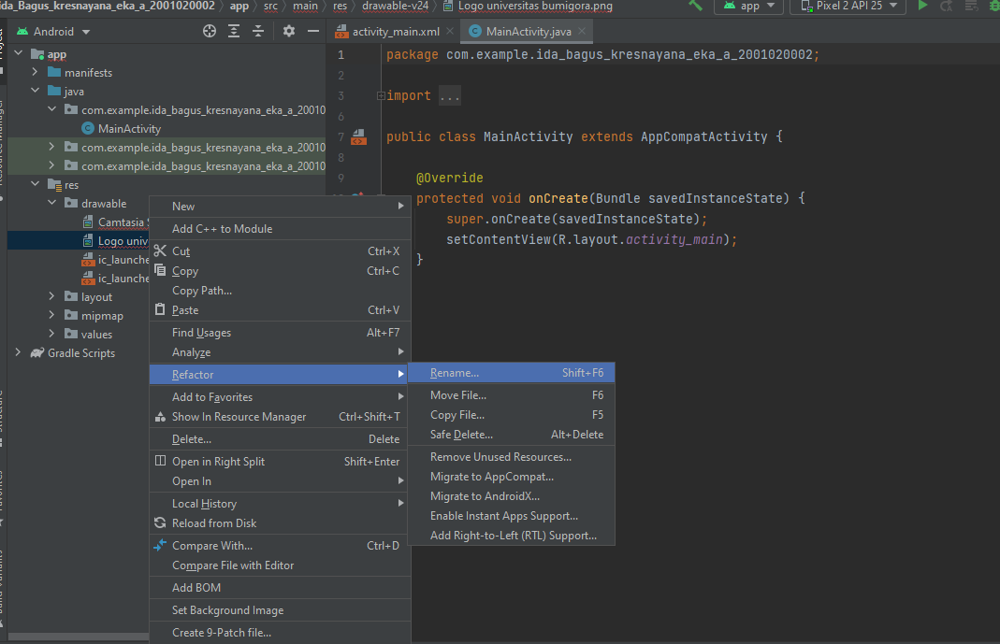 da_Bagus_kresnayana_eka_a_2001020002 app src main res drawable-v24 Logo universitas bumigora.png app Pixel 2 API 25
Android activity_main.xml MainActivity.java
app
manifests
java
com.example.ida_bagus_kresnayana_eka_a_20010
MainActivity
com.example.ida_bagus_kresnayana_eka_a_20010
com.example.ida_bagus_kresnayana_eka_a_20010
res
drawable
Camtasia S
Logo univ
ic_launche
ic_launche
layout
mipmap
values
Gradle Scripts
1 package com.example.ida_bagus_kresnayana_eka_a_2001020002;
2
3 import ...
6
7 public class MainActivity extends AppCompatActivity {
8
9 @Override
protected void onCreate(Bundle savedInstanceState) {
super.onCreate(savedInstanceState);
setContentView(R.layout.activity_main);
}
New
Add C++ to Module
Cut Ctrl+X
Copy Ctrl+C
Copy Path...
Paste Ctrl+V
Find Usages Alt+F7
Analyze
Refactor
Add to Favorites
Show In Resource Manager Ctrl+Shift+T
Delete... Delete
Open in Right Split Shift+Enter
Open In
Local History
Reload from Disk
Compare With... Ctrl+D
Compare File with Editor
Add BOM
Set Background Image
Create 9-Patch file...
Rename... Shift+F6
Move File... F6
Copy File... F5
Safe Delete... Alt+Delete
Remove Unused Resources...
Migrate to AppCompat...
Migrate to AndroidX...
Enable Instant Apps Support...
Add Right-to-Left (RTL) Support...